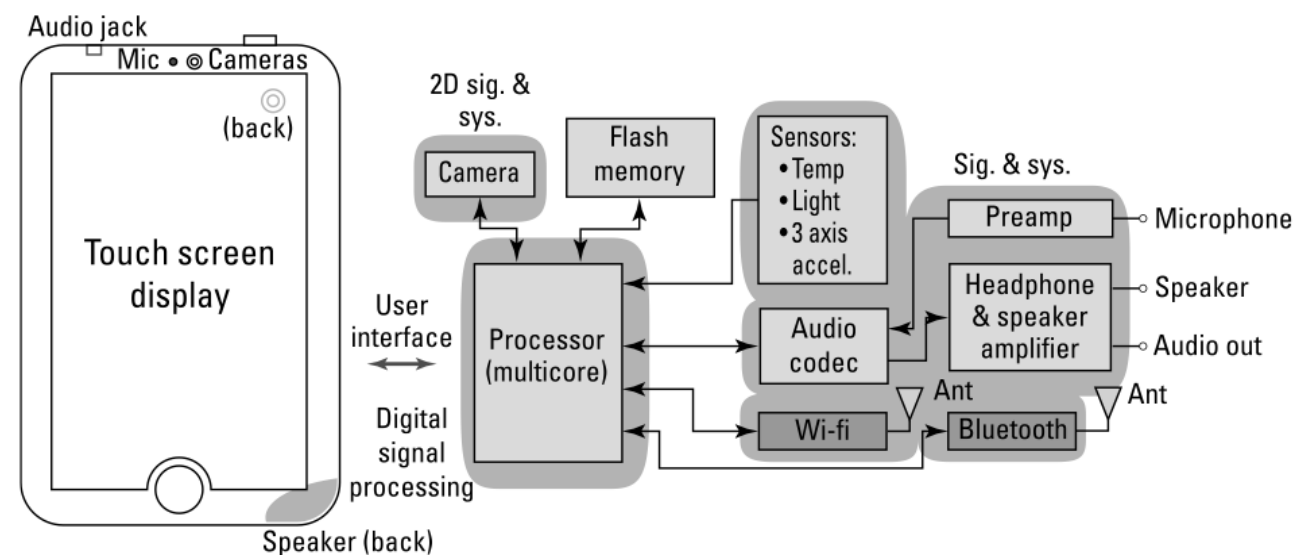 Audio jack
Mic
Cameras
(back)
Touch screen
display
Speaker (back)
User
interface
Digital
signal
processing
2D sig. &
sys.
Camera
Flash
memory
Processor
(multicore)
Sensors:
•Temp
•Light
•3 axis
accel.
Audio
codec
Wi-fi
Ant
Sig. & sys.
Preamp
Microphone
Headphone
& speaker
amplifier
Speaker
Audio out
Bluetooth
Ant